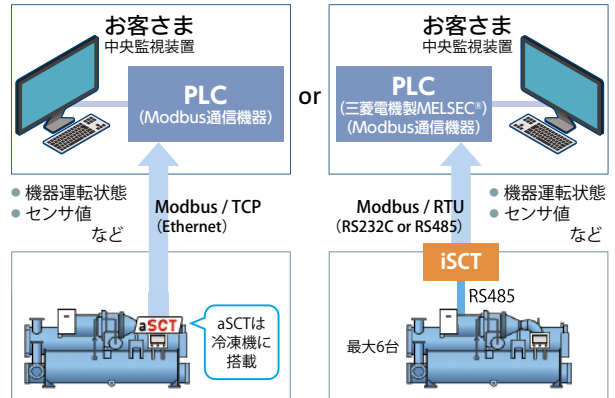 お客さま
中央監視装置
PLC
(Modbus通信機器)
● 機器運転状態
● センサ値
など
Modbus / TCP
(Ethernet)
aSCT
aSCTは
冷凍機に
搭載
or
お客さま
中央監視装置
PLC
(三菱電機製MELSEC®)
(Modbus通信機器)
Modbus / RTU
(RS232C or RS485)
● 機器運転状態
● センサ値
など
iSCT
RS485
最大6台